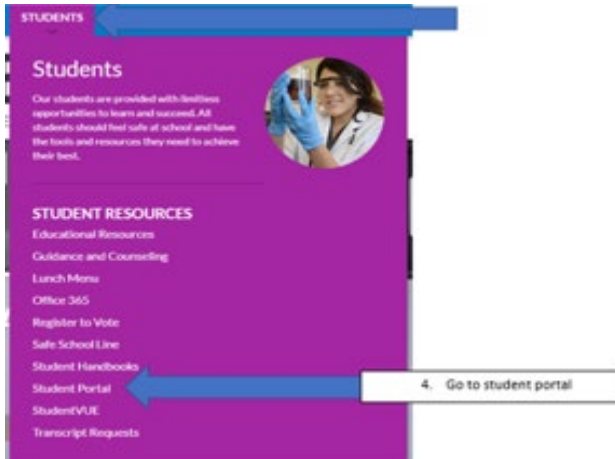 STUDENTS
Students
Our students are provided with limitless
opportunities to learn and succeed. All
students should feel safe at school and have
the tools and resources they need to achieve
their best.
STUDENT RESOURCES
Educational Resources
Guidance and Counseling
Lunch Menu
Office 365
Register to Vote
Safe School Line
Student Handbooks
Student Portal
4. Go to student portal
StudentVUE
Transcript Requests